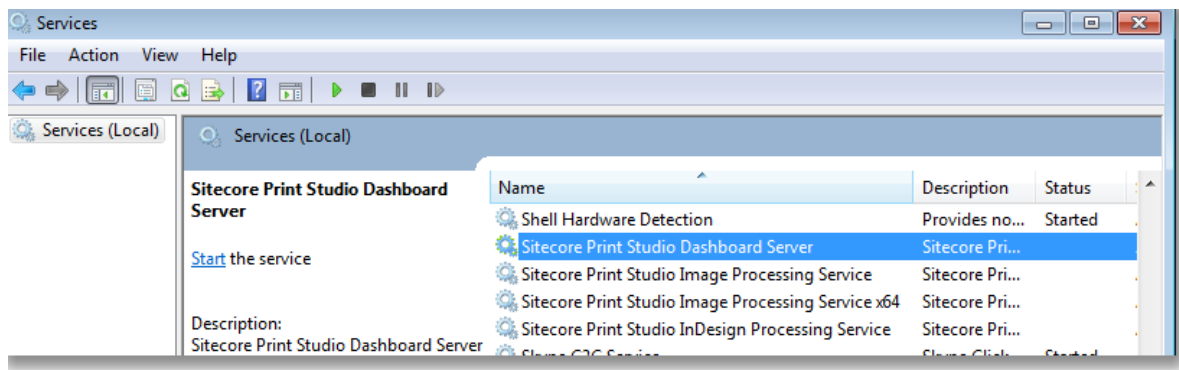 Services
File Action View Help
Services (Local)
Services (Local)
Sitecore Print Studio Dashboard
Server
Start the service
Description:
Sitecore Print Studio Dashboard Server
Name Description Status
Shell Hardware Detection Provides no... Started
Sitecore Print Studio Dashboard Server Sitecore Pri...
Sitecore Print Studio Image Processing Service Sitecore Pri...
Sitecore Print Studio Image Processing Service x64 Sitecore Pri...
Sitecore Print Studio InDesign Processing Service Sitecore Pri...